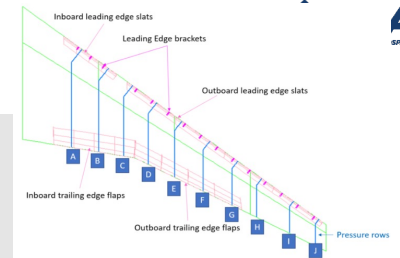 Inboard leading edge slats
Leading Edge brackets
Outboard leading edge slats
A
B
C
D
E
F
G
H
I
J
Inboard trailing edge flaps
Outboard trailing edge flaps
Pressure rows